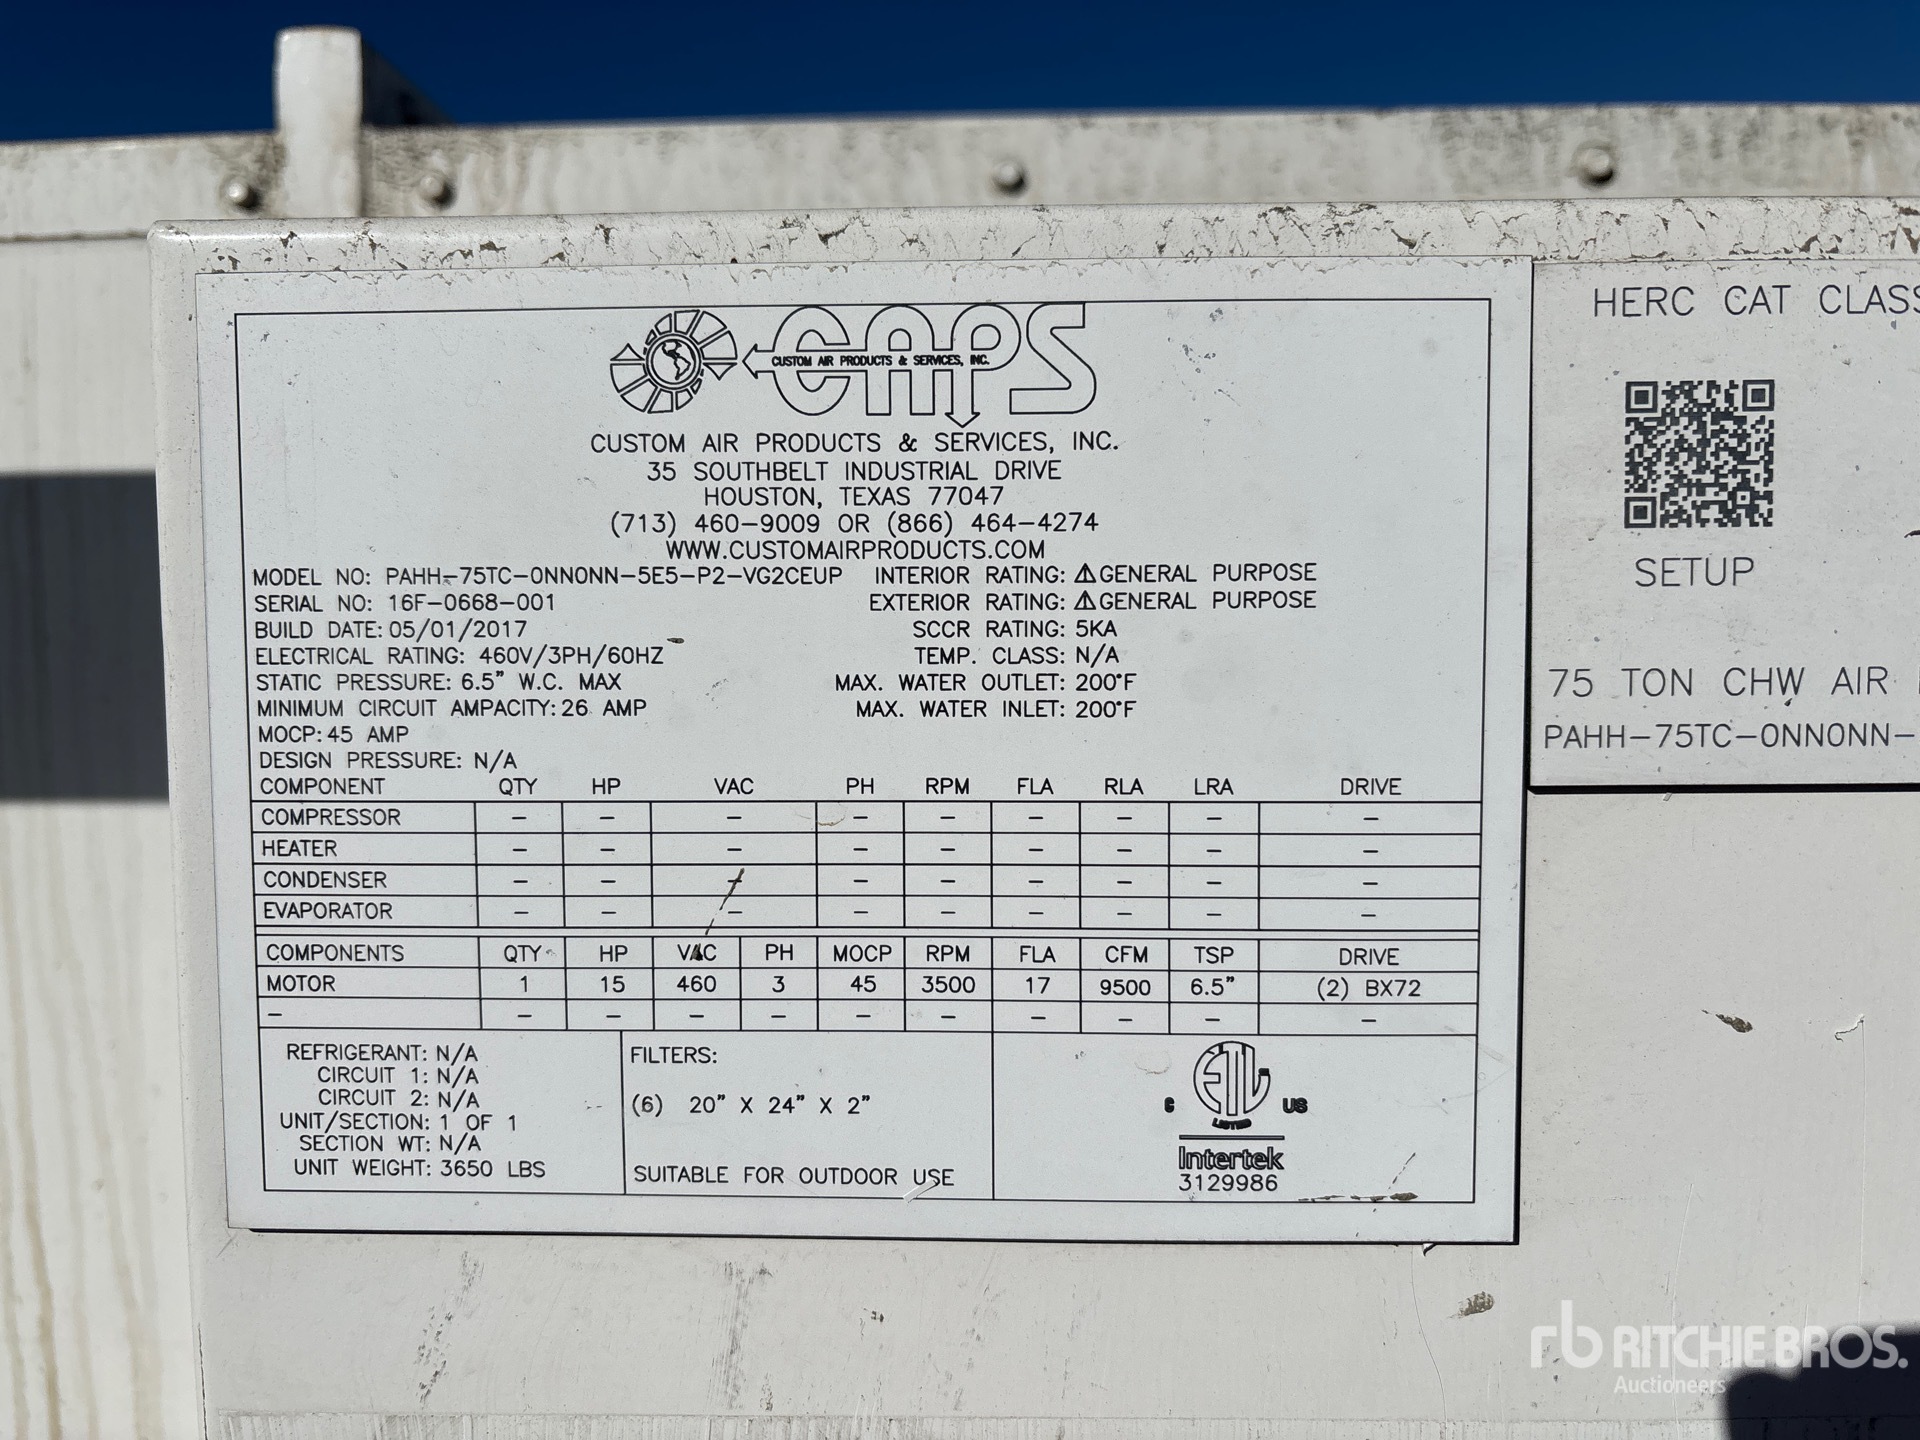 CAPS
CUSTOM AIR PRODUCTS & SERVICES, INC.
CUSTOM AIR PRODUCTS & SERVICES, INC.
35 SOUTHBELT INDUSTRIAL DRIVE
HOUSTON, TEXAS 77047
(713) 460-9009 OR (866) 464-4274
WWW.CUSTOMAIRPRODUCTS.COM
MODEL NO: PAHH-75TC-0NN0NN-5E5-P2-VG2CEUP INTERIOR RATING: ⚠GENERAL PURPOSE
SERIAL NO: 16F-0668-001 EXTERIOR RATING: ⚠GENERAL PURPOSE
BUILD DATE: 05/01/2017 SCCR RATING: 5KA
ELECTRICAL RATING: 460V/3PH/60HZ TEMP. CLASS: N/A
STATIC PRESSURE: 6.5" W.C. MAX MAX. WATER OUTLET: 200°F
MINIMUM CIRCUIT AMPACITY: 26 AMP MAX. WATER INLET: 200°F
MOCP: 45 AMP
DESIGN PRESSURE: N/A
COMPONENT QTY HP VAC PH RPM FLA RLA LRA DRIVE
COMPRESSOR - - - - - - - - -
HEATER - - - - - - - - -
CONDENSER - - - - - - - - -
EVAPORATOR - - - - - - - - -
COMPONENTS QTY HP VAC PH MOCP RPM FLA CFM TSP DRIVE
MOTOR 1 15 460 3 45 3500 17 9500 6.5" (2) BX72
- - - - - - - - - - -
REFRIGERANT: N/A
CIRCUIT 1: N/A
CIRCUIT 2: N/A
UNIT/SECTION: 1 OF 1
SECTION WT: N/A
UNIT WEIGHT: 3650 LBS
FILTERS:
(6) 20" X 24" X 2"
SUITABLE FOR OUTDOOR USE
ETL
C US
LISTED
Intertek
3129986
HERC CAT CLASS
SETUP
75 TON CHW AIR
PAHH-75TC-0NN0NN-
rb RITCHIE BROS.
Auctioneers